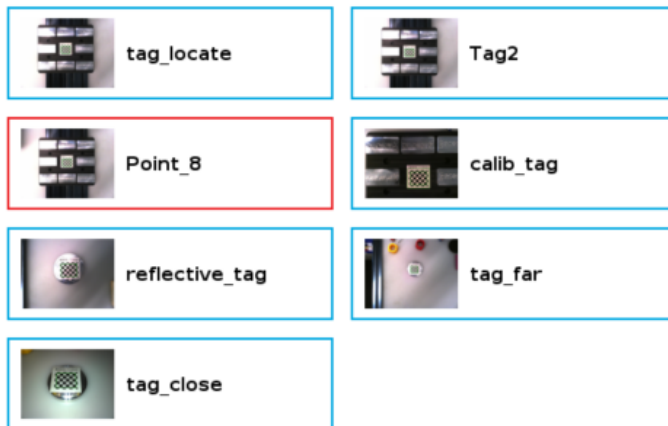 tag_locate
Tag2
Point_8
calib_tag
reflective_tag
tag_far
tag_close